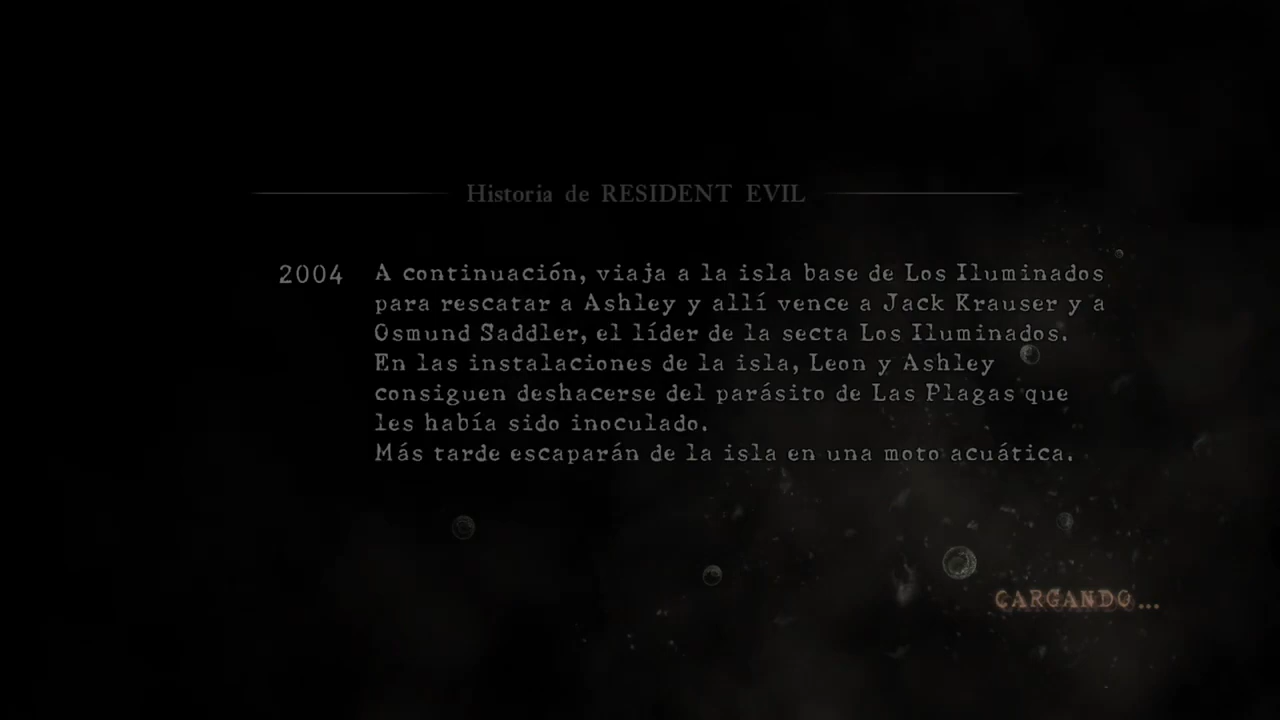 Historia de RESIDENT EVIL
2004 A continuación, viaja a la isla base de Los Iluminados
para rescatar a Ashley y allí vence a Jack Krauser y a
Osmund Saddler, el líder de la secta Los Iluminados.
En las instalaciones de la isla, Leon y Ashley
consiguen deshacerse del parásito de Las Plagas que
les había sido inoculado.
Más tarde escaparán de la isla en una moto acuática.
CARGANDO...